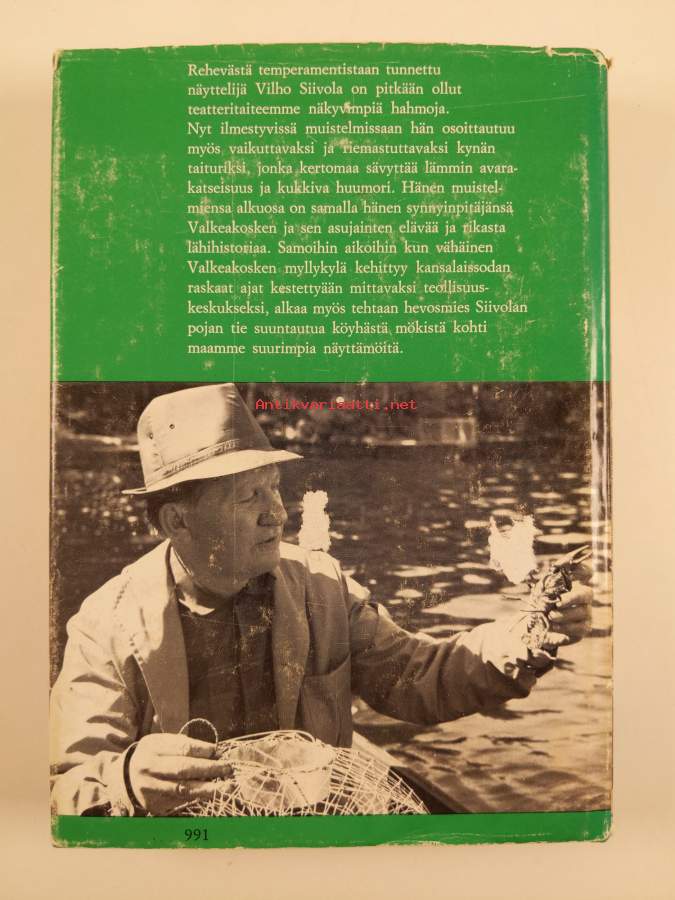 Rehevästä temperamentistaan tunnettu
näyttelijä Vilho Siivola on pitkään ollut
teatteritaiteemme näkyvimpiä hahmoja.
Nyt ilmestyvissä muistelmissaan hän osoittautuu
myös vaikuttavaksi ja riemastuttavaksi kynän
taituriksi, jonka kertomaa sävyttää lämmin avara-
katseisuus ja kukkiva huumori. Hänen muistel-
miensa alkuosa on samalla hänen synnyinpitäjänsä
Valkeakosken ja sen asujainten elävää ja rikasta
lähihistoriaa. Samoihin aikoihin kun vähäinen
Valkeakosken myllykylä kehittyy kansalaissodan
raskaat ajat kestettyään mittavaksi teollisuus-
keskukseksi, alkaa myös tehtaan hevosmies Siivolan
pojan tie suuntautua köyhästä mökistä kohti
maamme suurimpia näyttämöitä.
Antikvariaatti.net
991